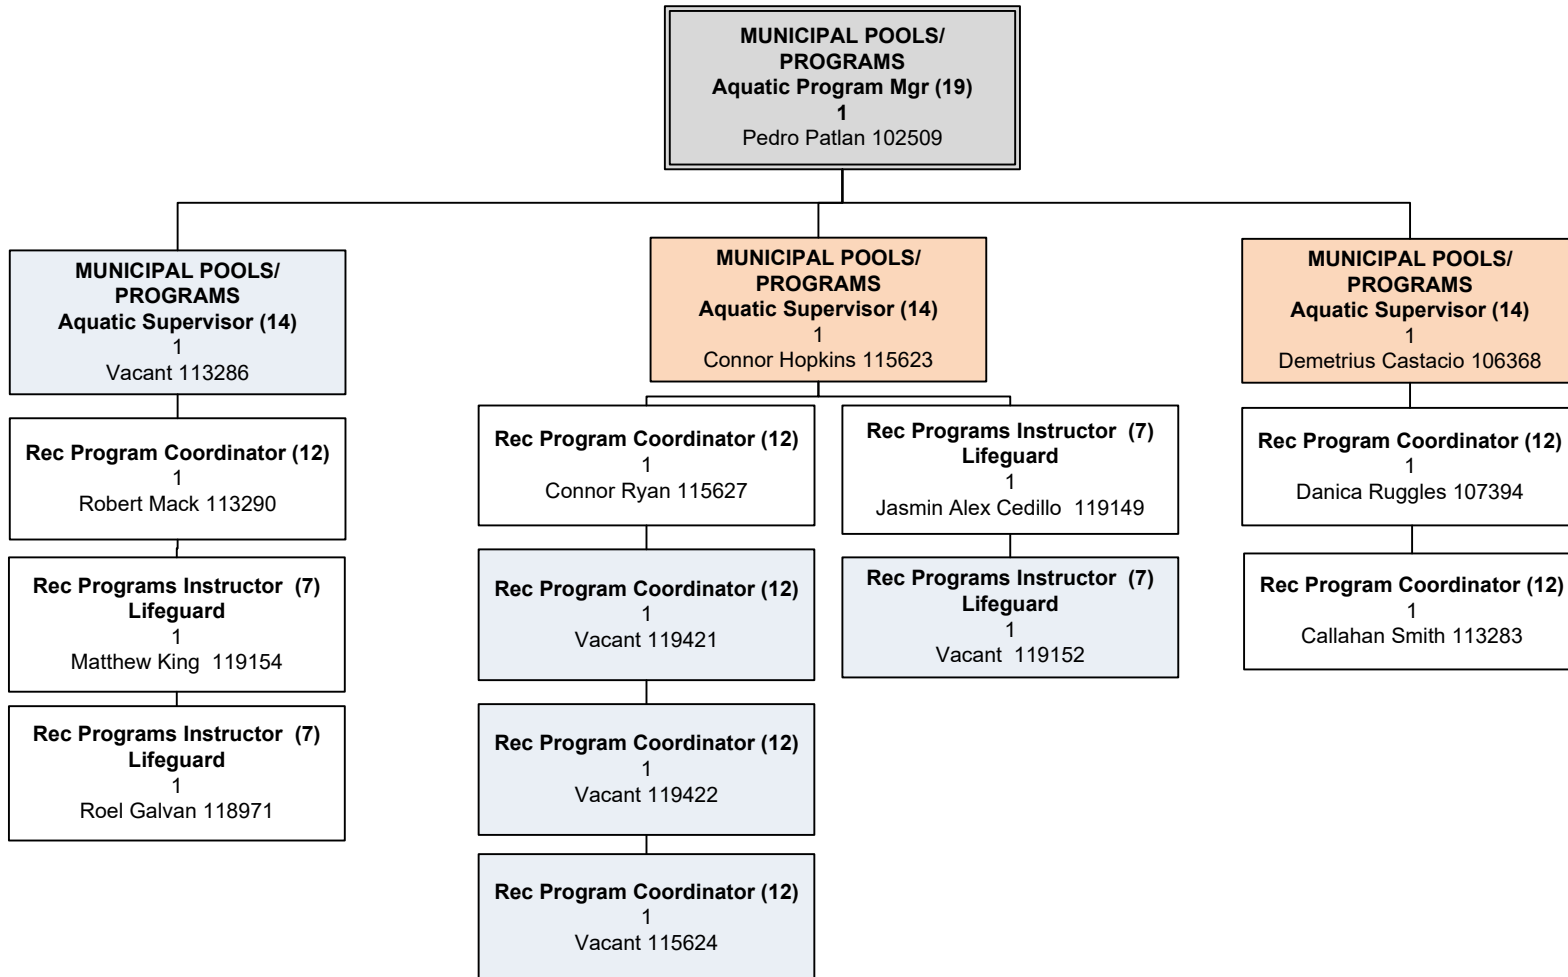 MUNICIPAL POOLS/
PROGRAMS
Aquatic Program Mgr (19)
1
Pedro Patlan 102509
MUNICIPAL POOLS/
PROGRAMS
Aquatic Supervisor (14)
1
Vacant 113286
Rec Program Coordinator (12)
1
Robert Mack 113290
Rec Programs Instructor  (7)
Lifeguard
1
Matthew King  119154
Rec Programs Instructor  (7)
Lifeguard
1
Roel Galvan 118971
MUNICIPAL POOLS/
PROGRAMS
Aquatic Supervisor (14)
1
Connor Hopkins 115623
Rec Program Coordinator (12)
1
Connor Ryan 115627
Rec Program Coordinator (12)
1
Vacant 119421
Rec Program Coordinator (12)
1
Vacant 119422
Rec Program Coordinator (12)
1
Vacant 115624
Rec Programs Instructor  (7)
Lifeguard
1
Jasmin Alex Cedillo  119149
Rec Programs Instructor  (7)
Lifeguard
1
Vacant  119152
MUNICIPAL POOLS/
PROGRAMS
Aquatic Supervisor (14)
1
Demetrius Castacio 106368
Rec Program Coordinator (12)
1
Danica Ruggles 107394
Rec Program Coordinator (12)
1
Callahan Smith 113283